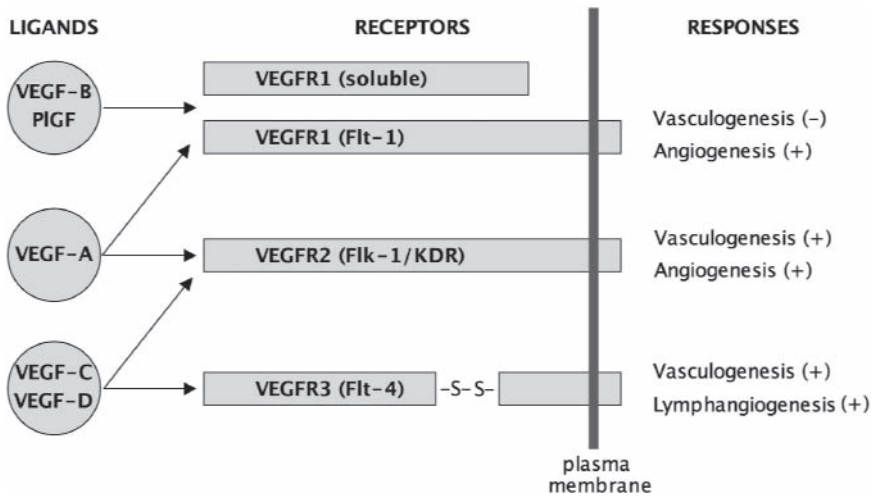 LIGANDS RECEPTORS RESPONSES
VEGF-B
PlGF
VEGFR1 (soluble)
VEGFR1 (Flt-1)
Vasculogenesis (-)
Angiogenesis (+)
VEGF-A
VEGFR2 (Flk-1/KDR)
Vasculogenesis (+)
Angiogenesis (+)
VEGF-C
VEGF-D
VEGFR3 (Flt-4) -S-S-
Vasculogenesis (+)
Lymphangiogenesis (+)
plasma
membrane